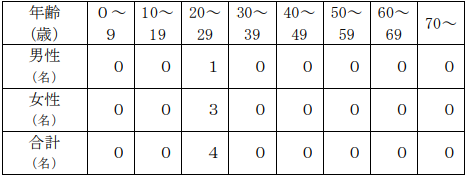 年齢（歳） ０～９ 10～19 20～29 30～39 40～49 50～59 60～69 70～
男性（名） ０ ０ １ ０ ０ ０ ０ ０
女性（名） ０ ０ ３ ０ ０ ０ ０ ０
合計（名） ０ ０ ４ ０ ０ ０ ０ ０